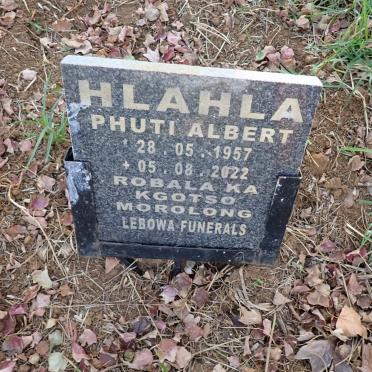 HLAHLA
PHUTI ALBERT
* 28 . 05 . 1957
+ 05 . 08 . 2022
ROBALA KA
KGOTSO
MOROLONG
LEBOWA FUNERALS